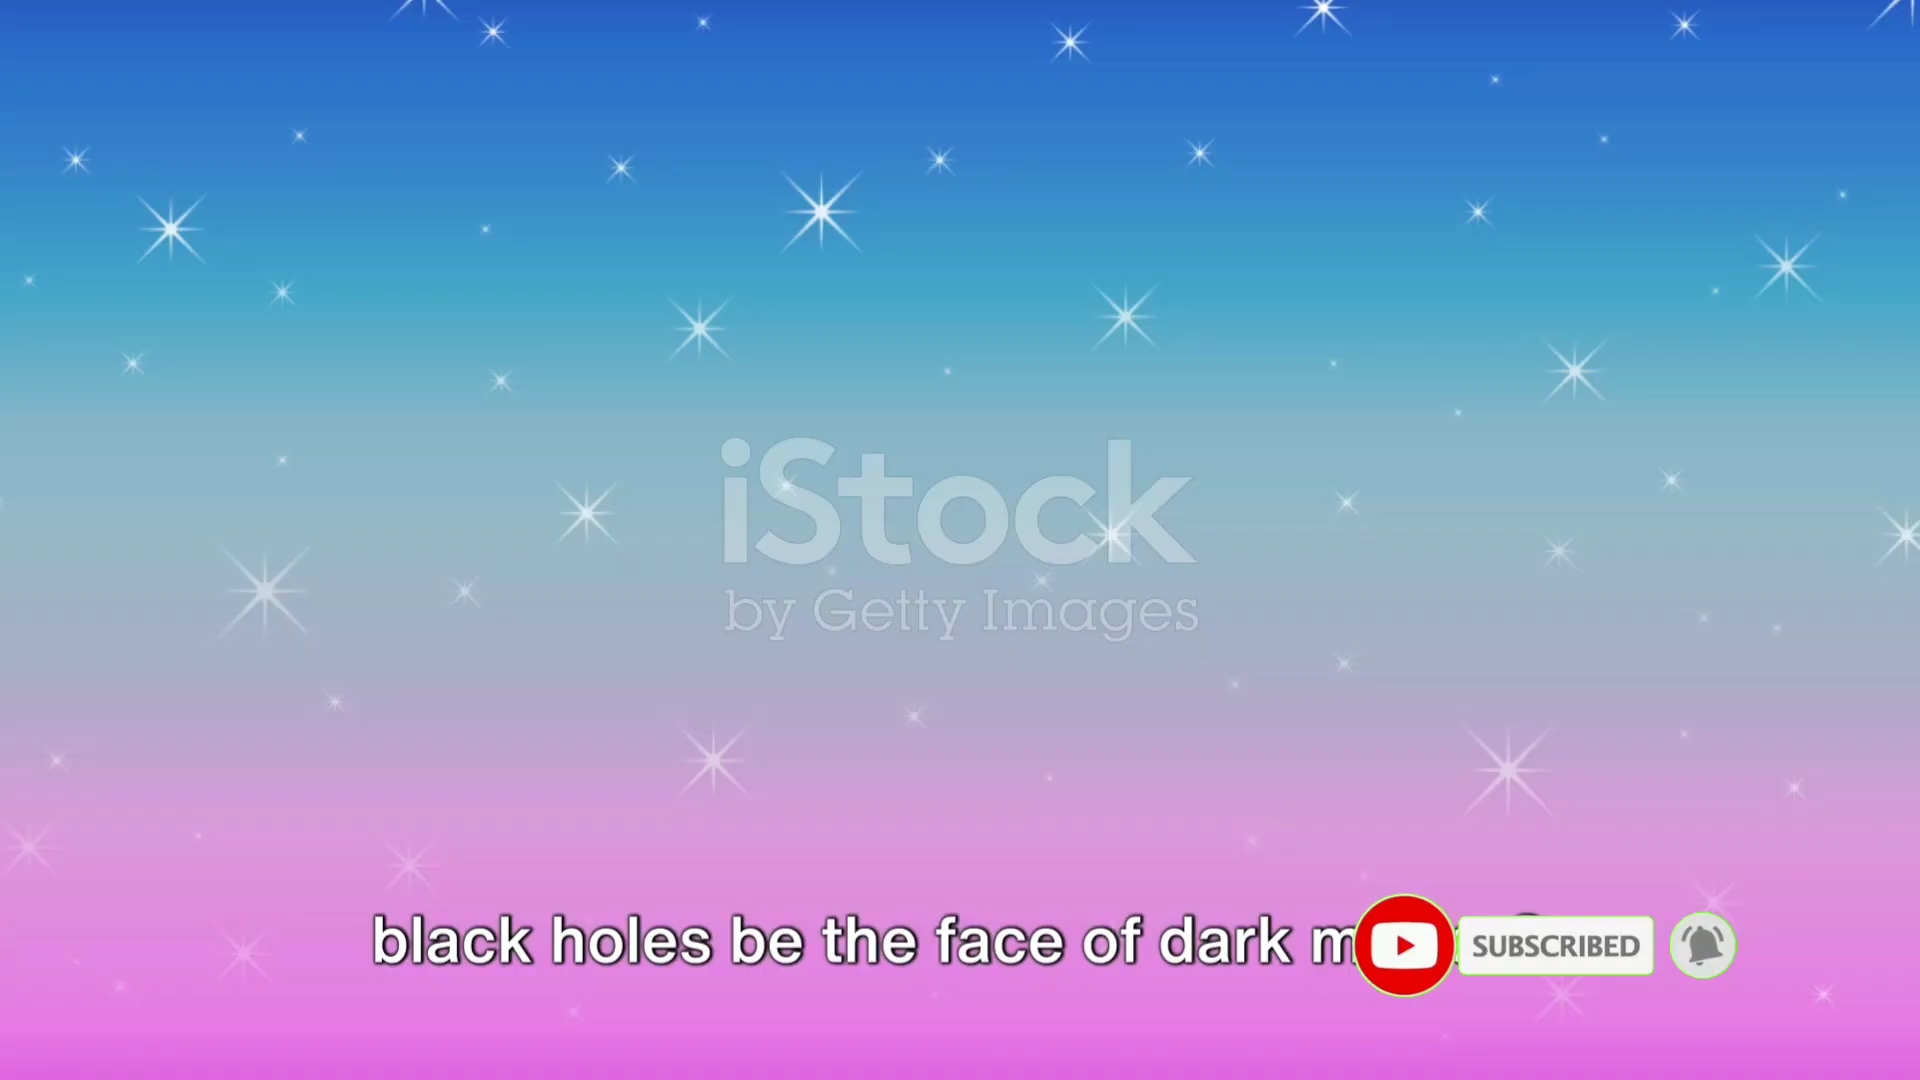 iStock
by Getty Images
black holes be the face of dark
SUBSCRIBED